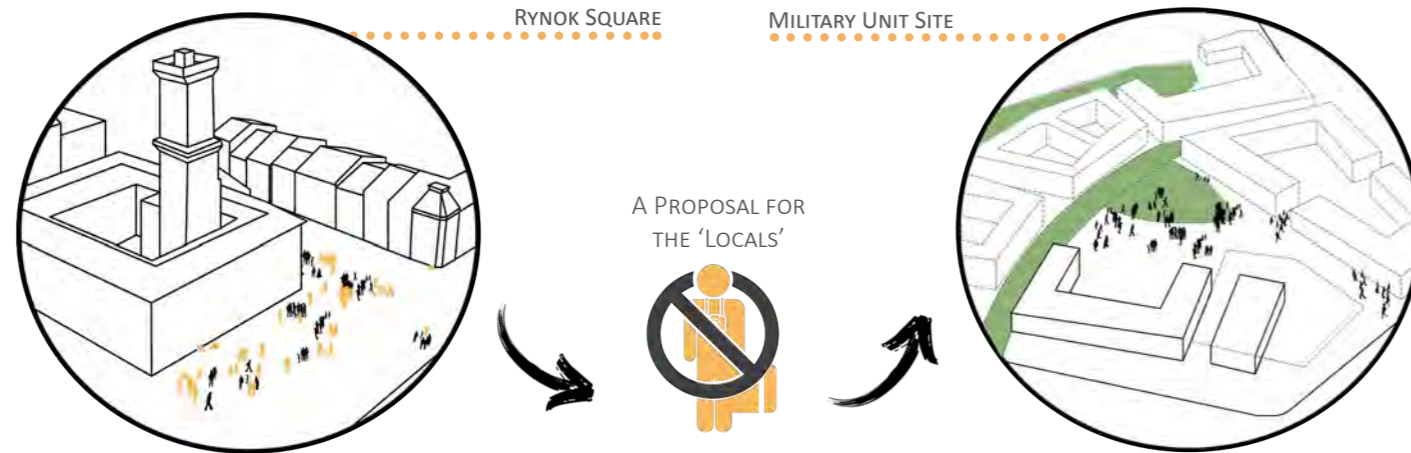 Rynok Square
Military Unit Site
A Proposal for
the ‘Locals’